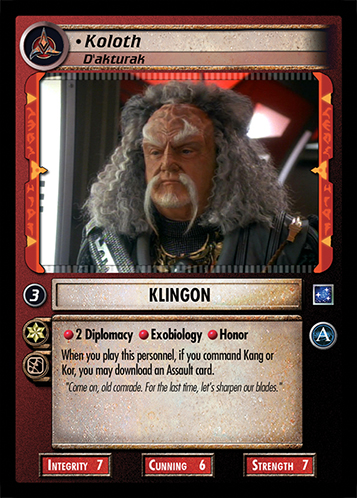 • Koloth
D'akturak
3
KLINGON
A
2 Diplomacy Exobiology Honor
When you play this personnel, if you command Kang or
Kor, you may download an Assault card.
"Come on, old comrade. For the last time, let's sharpen our blades."
INTEGRITY 7 CUNNING 6 STRENGTH 7